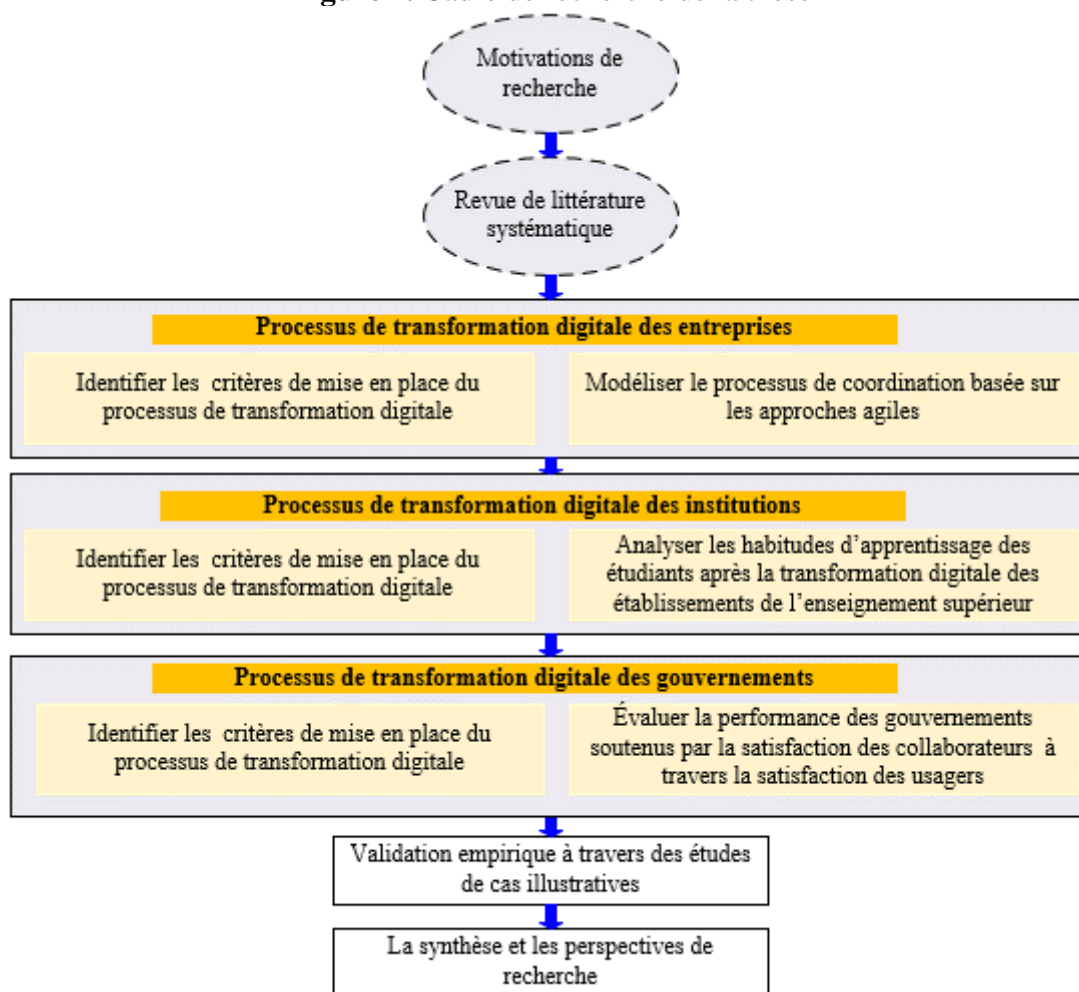 Motivations de
recherche
Revue de littérature
systématique
Processus de transformation digitale des entreprises
Identifier les critères de mise en place du
processus de transformation digitale
Modéliser le processus de coordination basée sur
les approches agiles
Processus de transformation digitale des institutions
Identifier les critères de mise en place du
processus de transformation digitale
Analyser les habitudes d’apprentissage des
étudiants après la transformation digitale des
établissements de l’enseignement supérieur
Processus de transformation digitale des gouvernements
Identifier les critères de mise en place du
processus de transformation digitale
Évaluer la performance des gouvernements
soutenus par la satisfaction des collaborateurs à
travers la satisfaction des usagers
Validation empirique à travers des études
de cas illustratives
La synthèse et les perspectives de
recherche